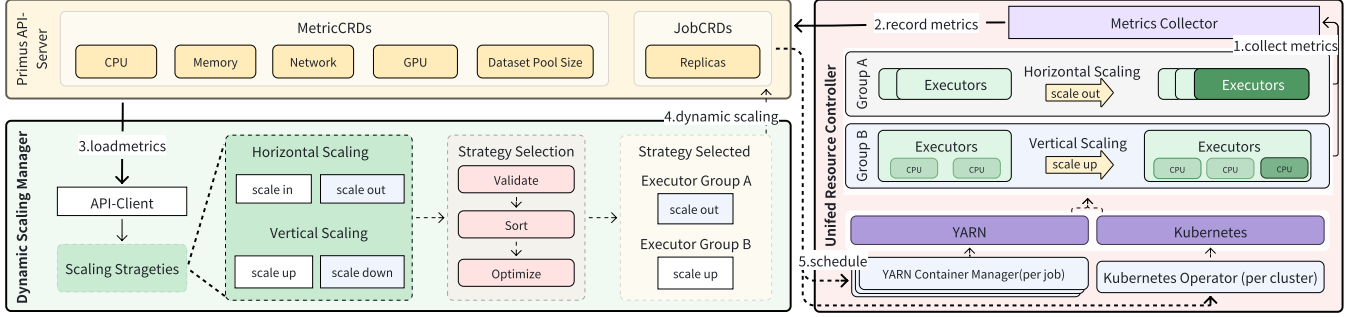 Primus API-
Server
MetricCRDs
CPU
Memory
Network
GPU
Dataset Pool Size
JobCRDs
Replicas
2.record metrics
Metrics Collector
1.collect metrics
3.loadmetrics
4.dynamic scaling
Dynamic Scaling Manager
API-Client
Scaling Strageties
Horizontal Scaling
scale in
scale out
Vertical Scaling
scale up
scale down
Strategy Selection
Validate
Sort
Optimize
Strategy Selected
Executor Group A
scale out
Executor Group B
scale up
Unifed Resource Controller
Group A
Executors
Horizontal Scaling
scale out
Executors
Group B
Executors
CPU
CPU
Vertical Scaling
scale up
Executors
CPU
CPU
CPU
YARN
Kubernetes
5.schedule
YARN Container Manager(per job)
Kubernetes Operator (per cluster)